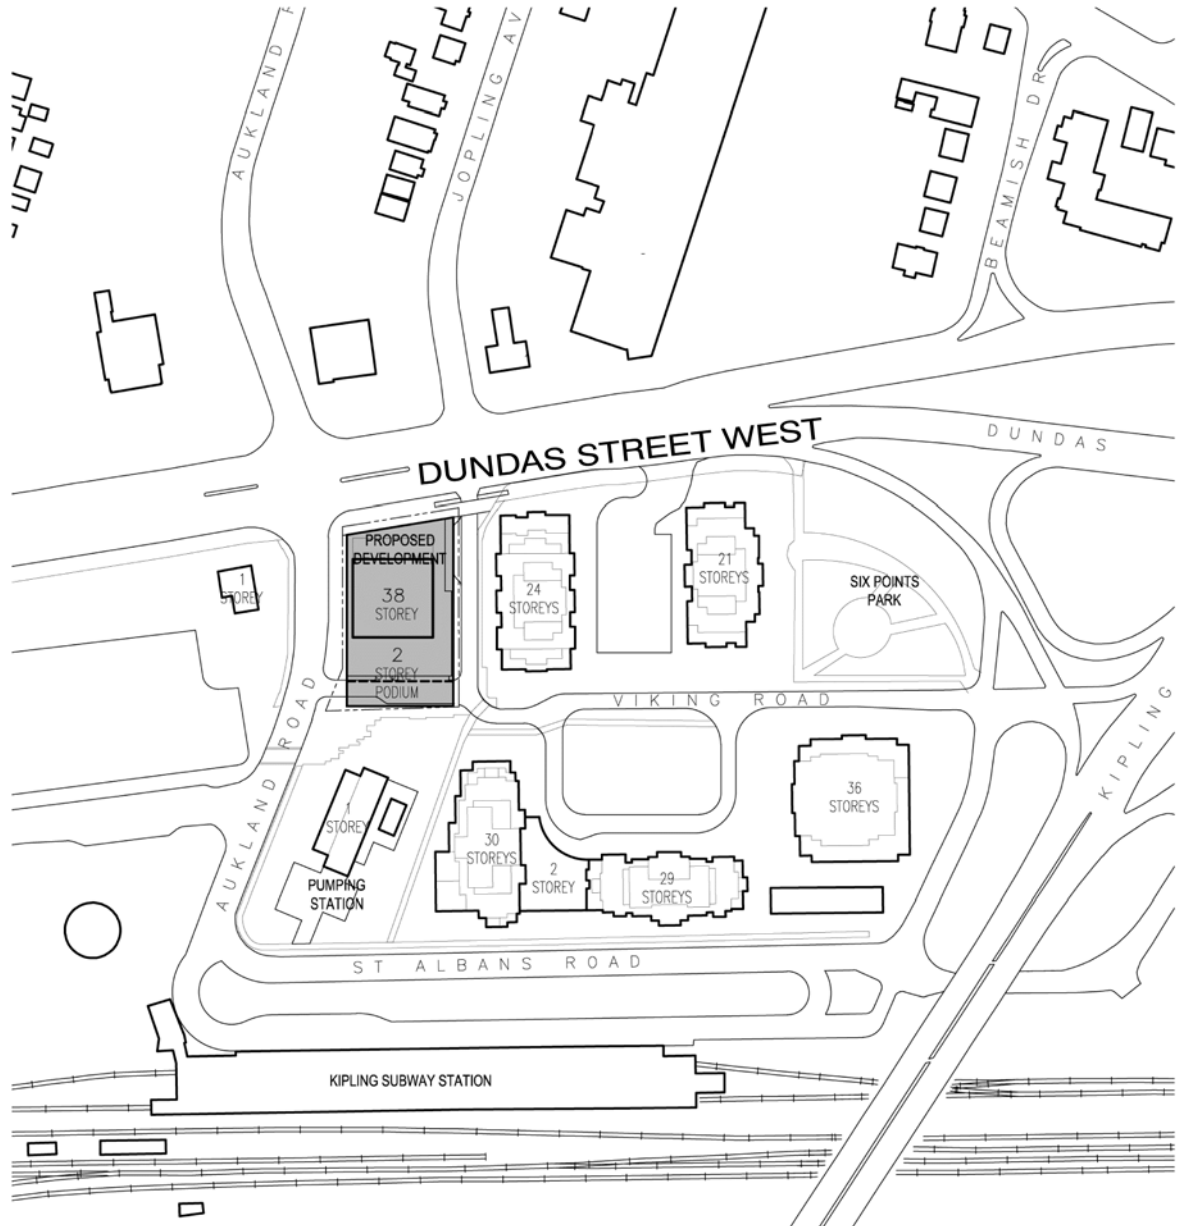 AUKLAND
JOPLING AV
BEAMISH DR
DUNDAS STREET WEST
DUNDAS
PROPOSED
DEVELOPMENT
38
STOREY
2
STOREY
PODIUM
1
STOREY
24
STOREYS
21
STOREYS
SIX POINTS
PARK
VIKING ROAD
AUKLAND ROAD
KIPLING
1
STOREY
PUMPING
STATION
30
STOREYS
2
STOREY
29
STOREYS
36
STOREYS
ST ALBANS ROAD
KIPLING SUBWAY STATION